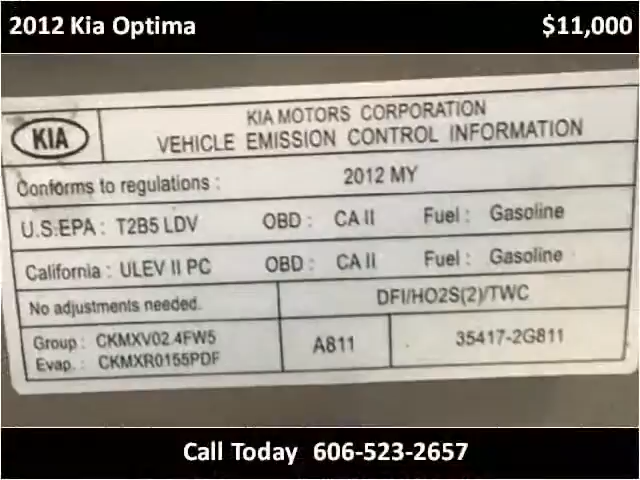 2012 Kia Optima $11,000
KIA
KIA MOTORS CORPORATION
VEHICLE EMISSION CONTROL INFORMATION
Conforms to regulations : 2012 MY
U.S.EPA : T2B5 LDV OBD : CA II Fuel : Gasoline
California : ULEV II PC OBD : CA II Fuel : Gasoline
No adjustments needed. DFI/HO2S(2)/TWC
Group : CKMXV02.4FW5 A811 35417-2G811
Evap. : CKMXR0155PDF
Call Today 606-523-2657